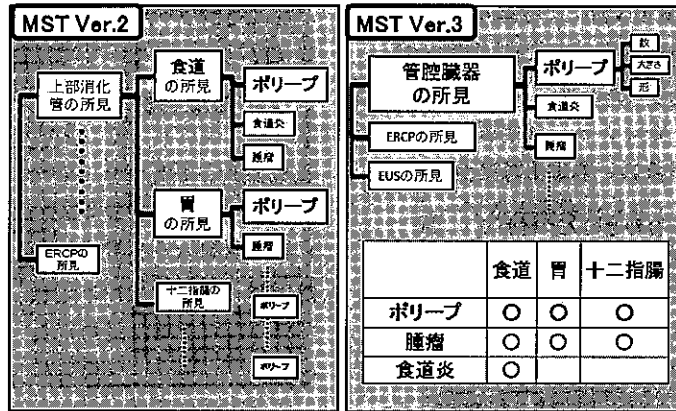 MST Ver.2
上部消化
管の所見
食道
の所見
ポリープ
食道炎
腫瘤
胃
の所見
ポリープ
腫瘤
ERCPの
所見
十二指腸の
所見
ポリープ
ポリープ
MST Ver.3
管腔臓器
の所見
ポリープ
数
大きさ
形
食道炎
腫瘤
ERCPの所見
EUSの所見
食道 胃 十二指腸
ポリープ ○ ○ ○
腫瘤 ○ ○ ○
食道炎 ○